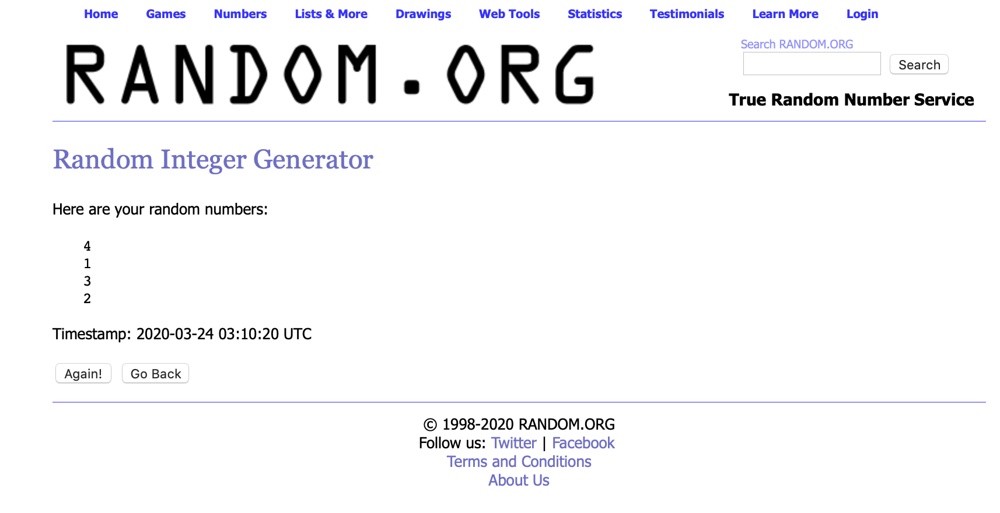 Home Games Numbers Lists & More Drawings Web Tools Statistics Testimonials Learn More Login
RANDOM.ORG
Search RANDOM.ORG
Search
True Random Number Service
Random Integer Generator
Here are your random numbers:
4
1
3
2
Timestamp: 2020-03-24 03:10:20 UTC
Again! Go Back
© 1998-2020 RANDOM.ORG
Follow us: Twitter | Facebook
Terms and Conditions
About Us